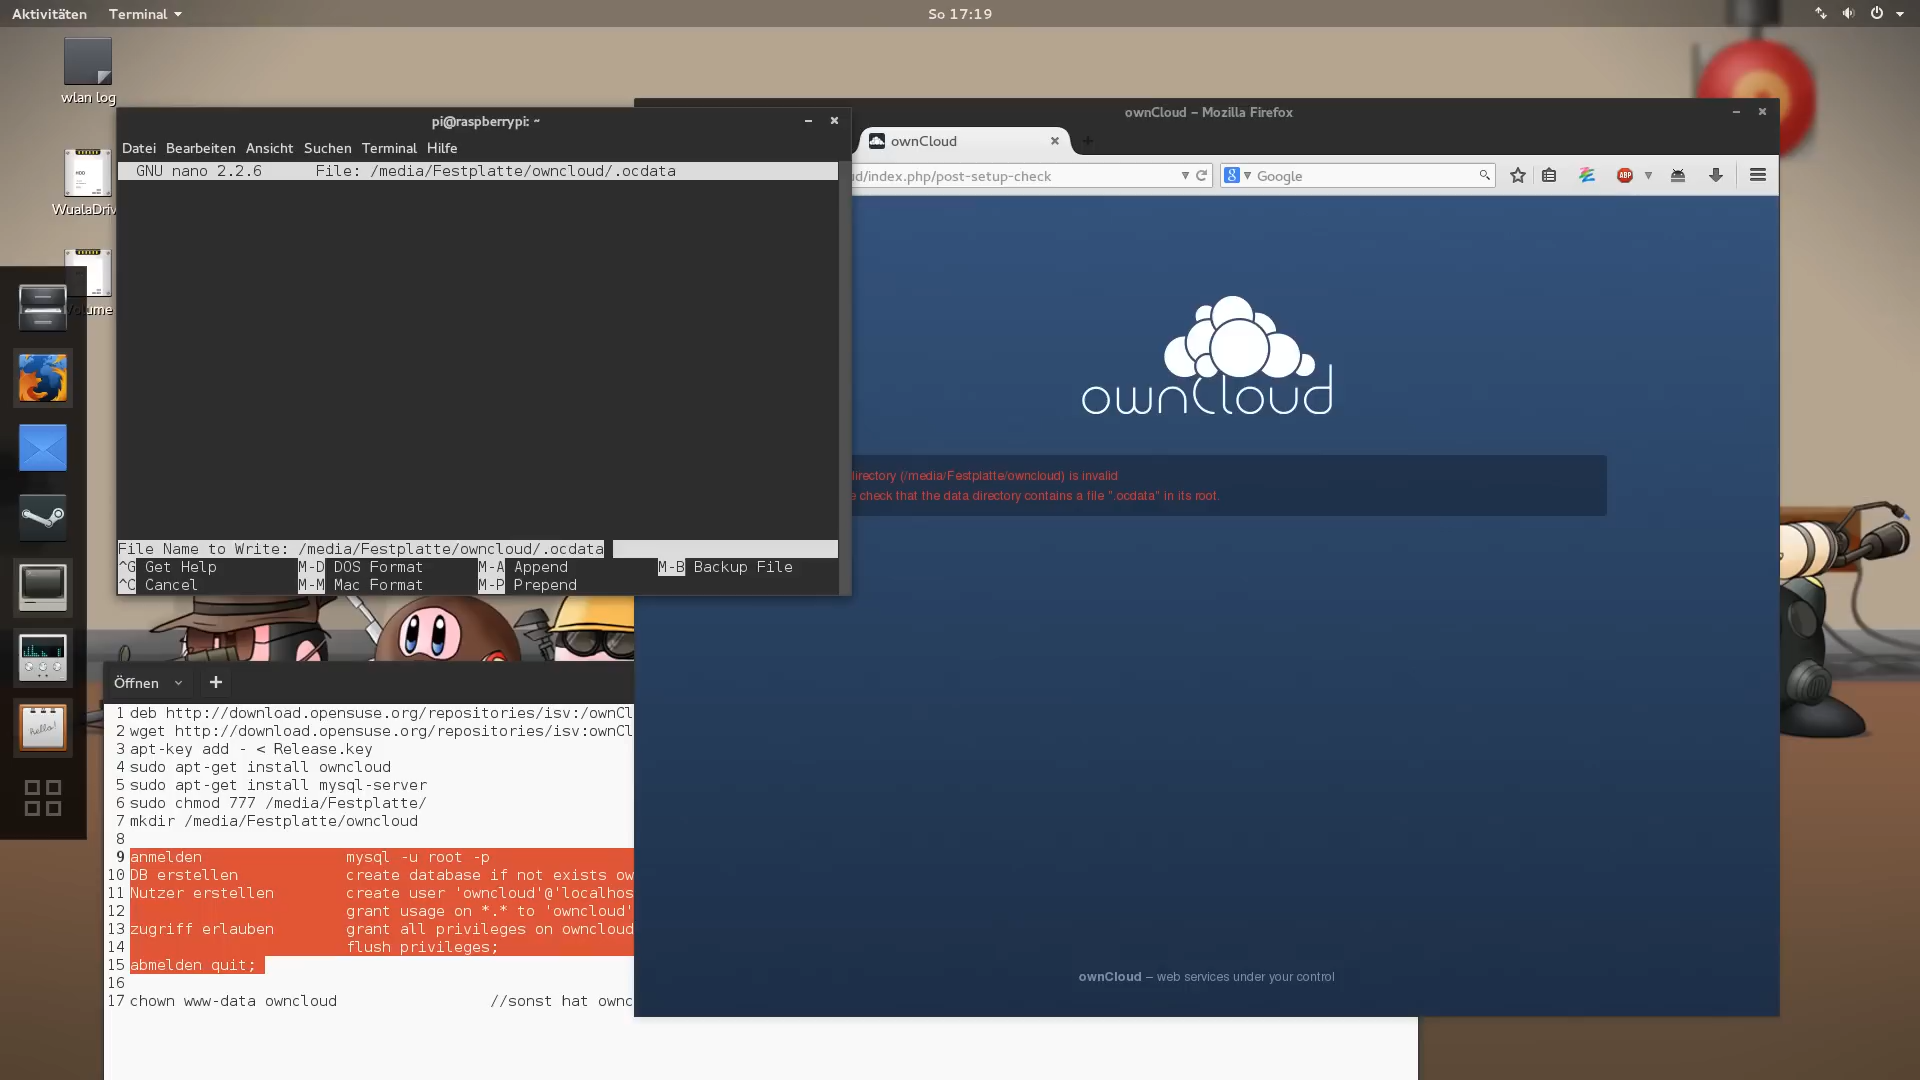 Aktivitäten Terminal So 17:19
wlan log
WualaDriv
Volume
pi@raspberrypi: ~
Datei Bearbeiten Ansicht Suchen Terminal Hilfe
GNU nano 2.2.6 File: /media/Festplatte/owncloud/.ocdata
File Name to Write: /media/Festplatte/owncloud/.ocdata
^G Get Help M-D DOS Format M-A Append M-B Backup File
^C Cancel M-M Mac Format M-P Prepend
ownCloud – Mozilla Firefox
ownCloud
d/index.php/post-setup-check
Google
ABP
ownCloud
directory (/media/Festplatte/owncloud) is invalid
e check that the data directory contains a file ".ocdata" in its root.
ownCloud – web services under your control
Öffnen
1 deb http://download.opensuse.org/repositories/isv:/ownCl
2 wget http://download.opensuse.org/repositories/isv:ownCl
3 apt-key add - < Release.key
4 sudo apt-get install owncloud
5 sudo apt-get install mysql-server
6 sudo chmod 777 /media/Festplatte/
7 mkdir /media/Festplatte/owncloud
8
9 anmelden mysql -u root -p
10 DB erstellen create database if not exists ow
11 Nutzer erstellen create user 'owncloud'@'localhos
12 grant usage on *.* to 'owncloud'
13 zugriff erlauben grant all privileges on owncloud
14 flush privileges;
15 abmelden quit;
16
17 chown www-data owncloud //sonst hat ownc
hello!